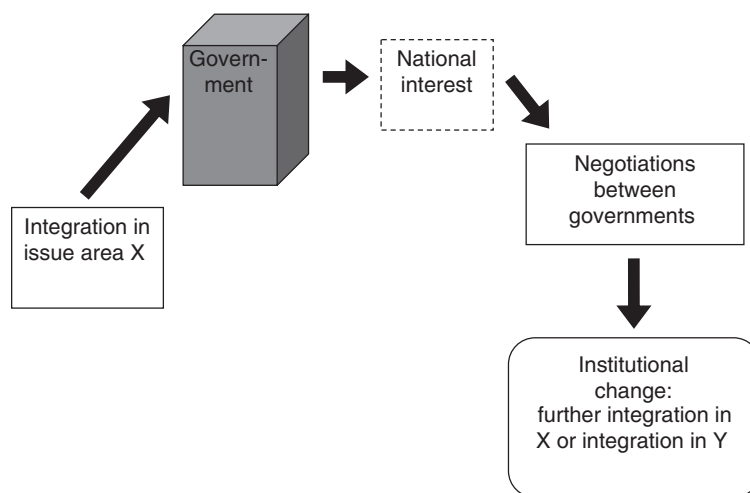 Govern-
ment
National
interest
Negotiations
between
governments
Integration in
issue area X
Institutional
change:
further integration in
X or integration in Y